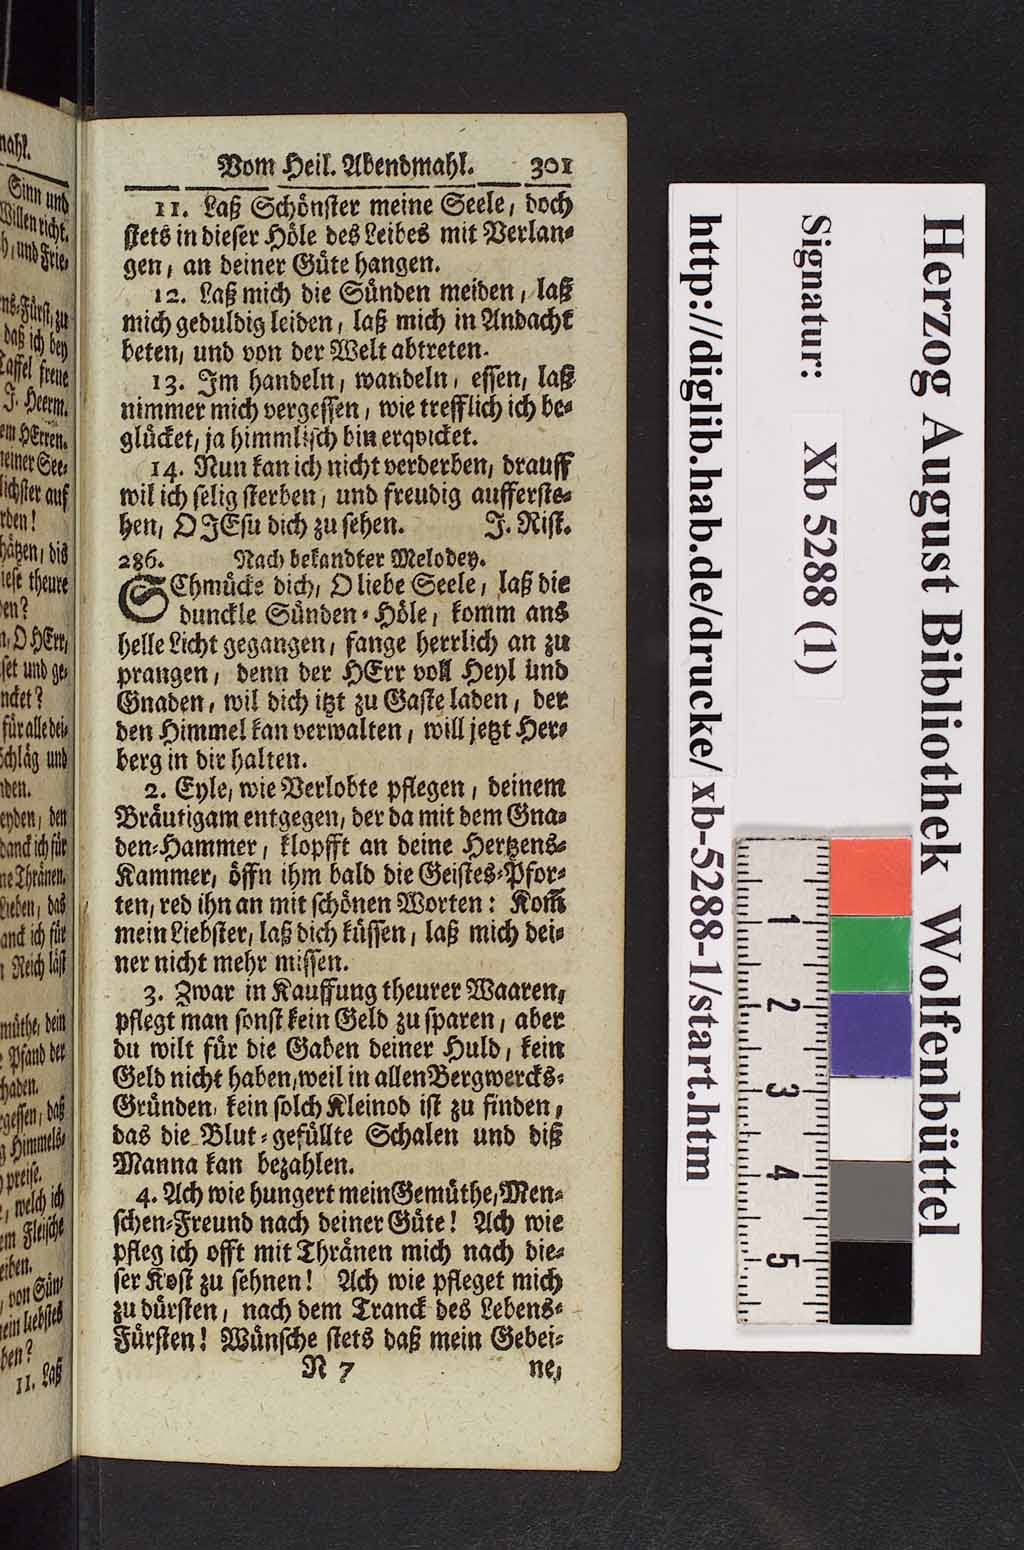 Vom Heil. Abendmahl. 301
11. Laß Schönster meine Seele, doch
stets in dieser Höle des Leibes mit Verlan-
gen, an deiner Güte hangen.
12. Laß mich die Sünden meiden, laß
mich geduldig leiden, laß mich in Andacht
beten, und von der Welt abtreten.
13. Im handeln, wandeln, essen, laß
nimmer mich vergessen, wie trefflich ich be-
glücket, ja himmlisch bin erqvicket.
14. Nun kan ich nicht verderben, drauff
wil ich selig sterben, und freudig aufferste-
hen, O JEsu dich zu sehen. J. Rist.
286. Nach bekandter Melodey.
SChmücke dich, O liebe Seele, laß die
dunckle Sünden-Höle, komm ans
helle Licht gegangen, fange herrlich an zu
prangen, denn der HErr voll Heyl und
Gnaden, wil dich itzt zu Gaste laden, der
den Himmel kan verwalten, will jetzt Her-
berg in dir halten.
2. Eyle, wie Verlobte pflegen, deinem
Bräutigam entgegen, der da mit dem Gna-
den-Hammer, klopfft an deine Hertzens-
Kammer, öffn ihm bald die Geistes-Pfor-
ten, red ihn an mit schönen Worten: Kom̃
mein Liebster, laß dich küssen, laß mich dei-
ner nicht mehr missen.
3. Zwar in Kauffung theurer Waaren,
pflegt man sonst kein Geld zu sparen, aber
du wilt für die Gaben deiner Huld, kein
Geld nicht haben, weil in allen Bergwercks-
Gründen, kein solch Kleinod ist zu finden,
das die Blut-gefüllte Schalen und diß
Manna kan bezahlen.
4. Ach wie hungert mein Gemüthe, Men-
schen-Freund nach deiner Güte! Ach wie
pfleg ich offt mit Thränen mich nach die-
ser Kost zu sehnen! Ach wie pfleget mich
zu dürsten, nach dem Tranck des Lebens-
Fürsten! Wünsche stets daß mein Gebei-
N 7 ne,
Herzog August Bibliothek Wolfenbüttel
Signatur: Xb 5288 (1)
http://diglib.hab.de/drucke/ xb-5288-1/start.htm
1
2
3
4
5